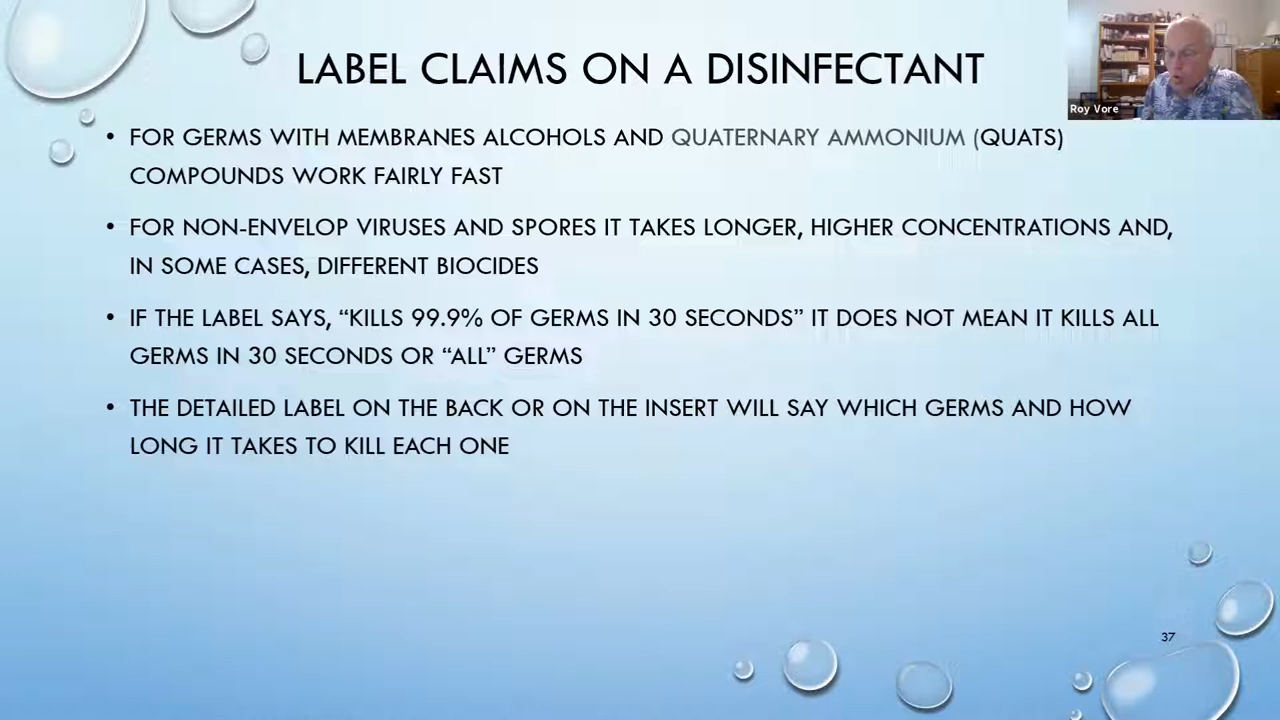 LABEL CLAIMS ON A DISINFECTANT
Roy Vore
• FOR GERMS WITH MEMBRANES ALCOHOLS AND QUATERNARY AMMONIUM (QUATS)
COMPOUNDS WORK FAIRLY FAST
• FOR NON-ENVELOP VIRUSES AND SPORES IT TAKES LONGER, HIGHER CONCENTRATIONS AND,
IN SOME CASES, DIFFERENT BIOCIDES
• IF THE LABEL SAYS, “KILLS 99.9% OF GERMS IN 30 SECONDS” IT DOES NOT MEAN IT KILLS ALL
GERMS IN 30 SECONDS OR “ALL” GERMS
• THE DETAILED LABEL ON THE BACK OR ON THE INSERT WILL SAY WHICH GERMS AND HOW
LONG IT TAKES TO KILL EACH ONE
37